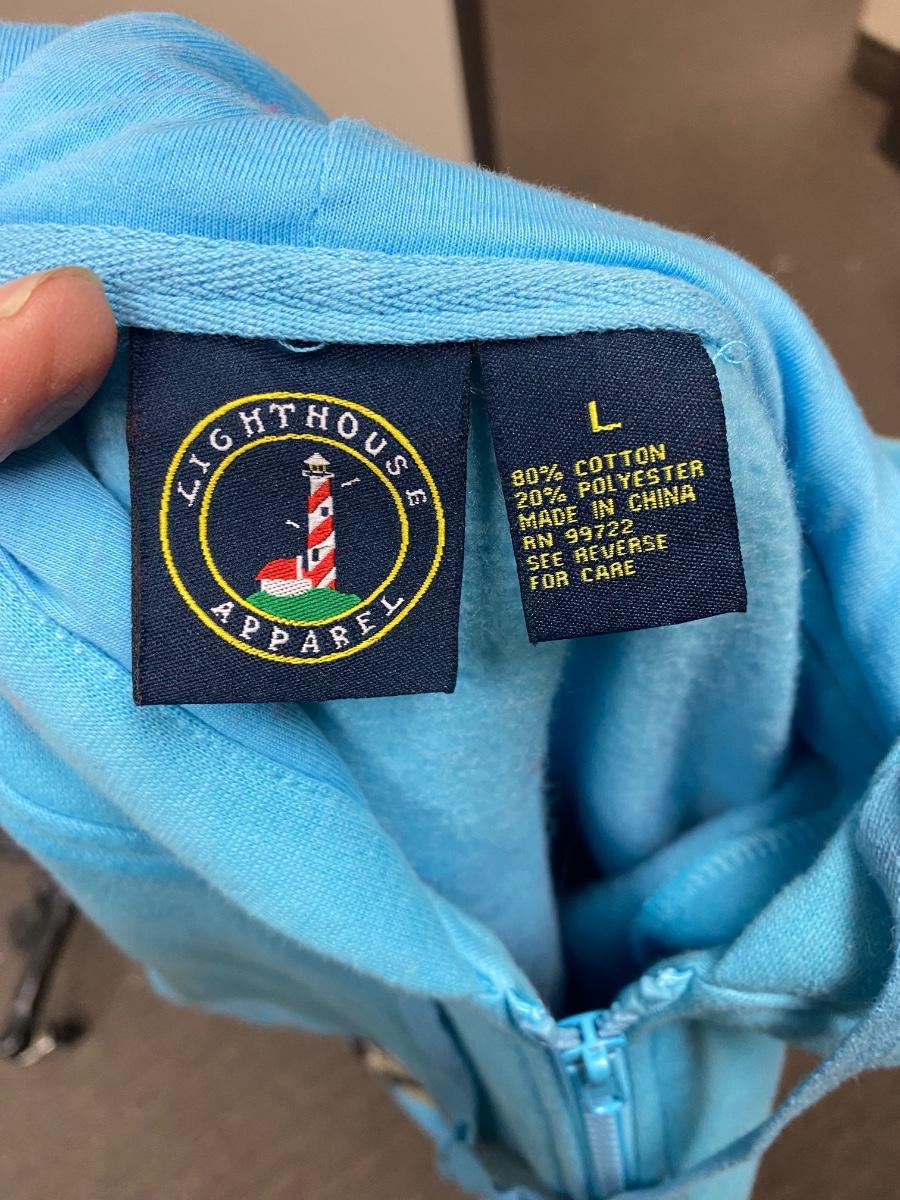 LIGHTHOUSE
APPAREL
L
80% COTTON
20% POLYESTER
MADE IN CHINA
RN 99722
SEE REVERSE
FOR CARE